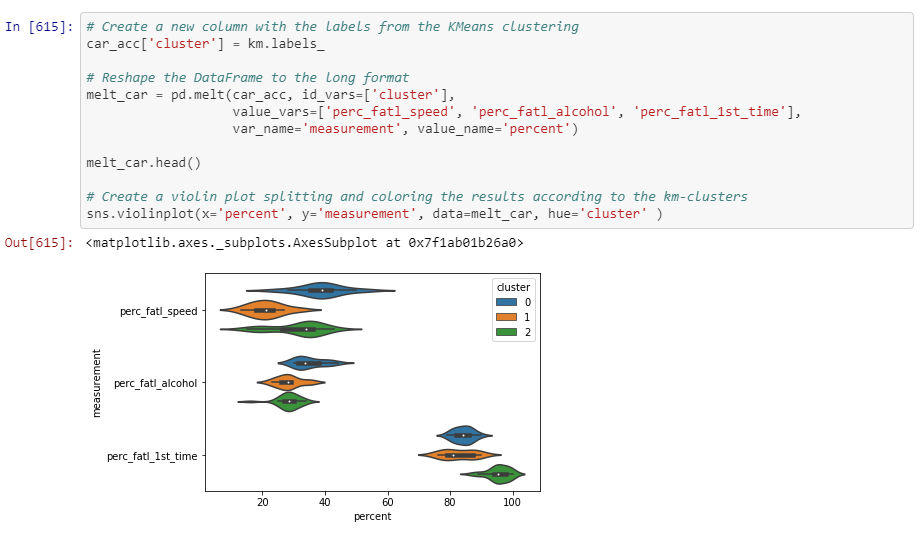 In [615]:
# Create a new column with the labels from the KMeans clustering
car_acc['cluster'] = km.labels_
# Reshape the DataFrame to the long format
melt_car = pd.melt(car_acc, id_vars=['cluster'],
value_vars=['perc_fatl_speed', 'perc_fatl_alcohol', 'perc_fatl_1st_time'],
var_name='measurement', value_name='percent')
melt_car.head()
# Create a violin plot splitting and coloring the results according to the km-clusters
sns.violinplot(x='percent', y='measurement', data=melt_car, hue='cluster' )
Out[615]: <matplotlib.axes._subplots.AxesSubplot at 0x7f1ab01b26a0>
cluster
0
1
2
perc_fatl_speed
perc_fatl_alcohol
perc_fatl_1st_time
measurement
20 40 60 80 100
percent